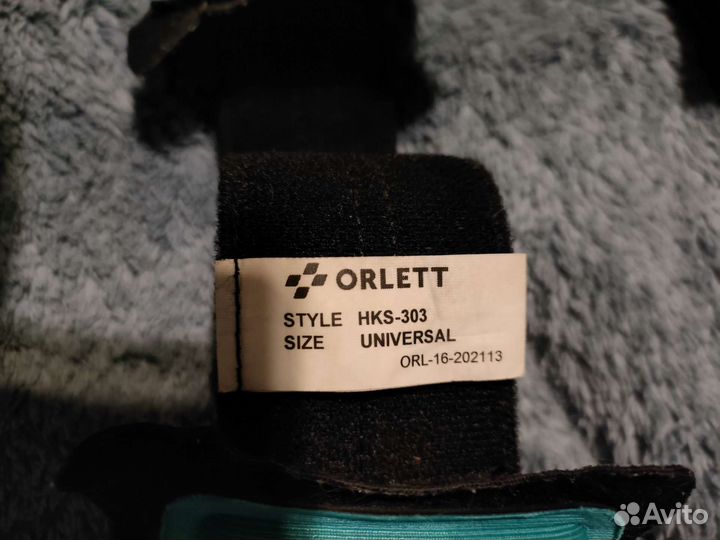 ORLETT
STYLE HKS-303
SIZE UNIVERSAL
ORL-16-202113
Avito